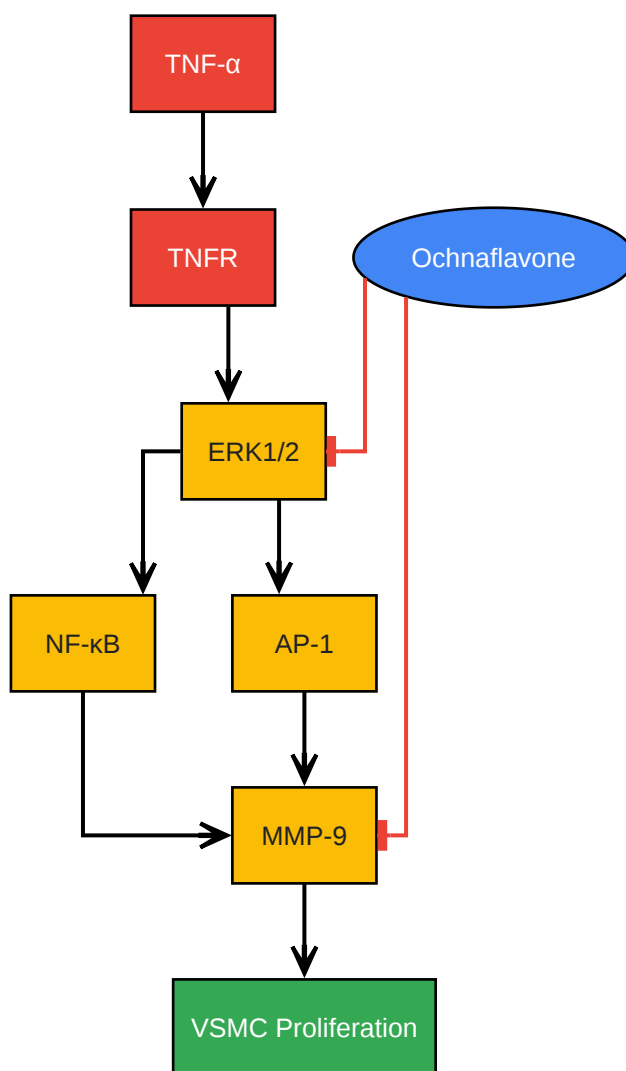 TNF-α
TNFR
Ochnaflavone
ERK1/2
NF-κB
AP-1
MMP-9
VSMC Proliferation